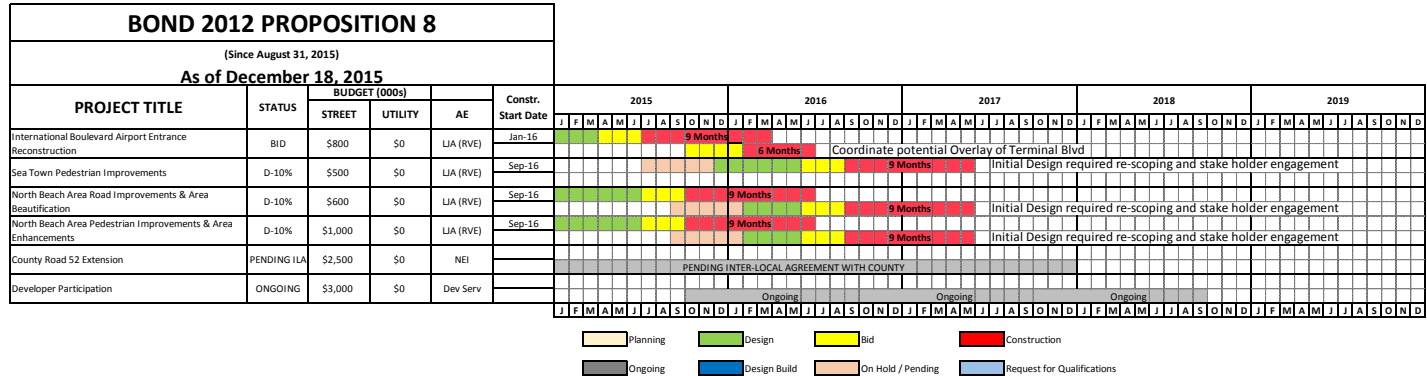 BOND 2012 PROPOSITION 8
(Since August 31, 2015)
As of December 18, 2015
PROJECT TITLE STATUS BUDGET (000s) STREET UTILITY AE Constr. Start Date 2015 2016 2017 2018 2019
J F M A M J J A S O N D J F M A M J J A S O N D J F M A M J J A S O N D J F M A M J J A S O N D J F M A M J J A S O N D
International Boulevard Airport Entrance Reconstruction BID $800 $0 LJA (RVE) Jan-16 9 Months
6 Months Coordinate potential Overlay of Terminal Blvd
Sea Town Pedestrian Improvements D-10% $500 $0 LJA (RVE) Sep-16 9 Months Initial Design required re-scoping and stake holder engagement
North Beach Area Road Improvements & Area Beautification D-10% $600 $0 LJA (RVE) Sep-16 9 Months
9 Months Initial Design required re-scoping and stake holder engagement
North Beach Area Pedestrian Improvements & Area Enhancements D-10% $1,000 $0 LJA (RVE) Sep-16 9 Months
9 Months Initial Design required re-scoping and stake holder engagement
County Road 52 Extension PENDING ILA $2,500 $0 NEI
PENDING INTER-LOCAL AGREEMENT WITH COUNTY
Developer Participation ONGOING $3,000 $0 Dev Serv
Ongoing Ongoing Ongoing
J F M A M J J A S O N D J F M A M J J A S O N D J F M A M J J A S O N D J F M A M J J A S O N D J F M A M J J A S O N D
Planning Design Bid Construction
Ongoing Design Build On Hold / Pending Request for Qualifications